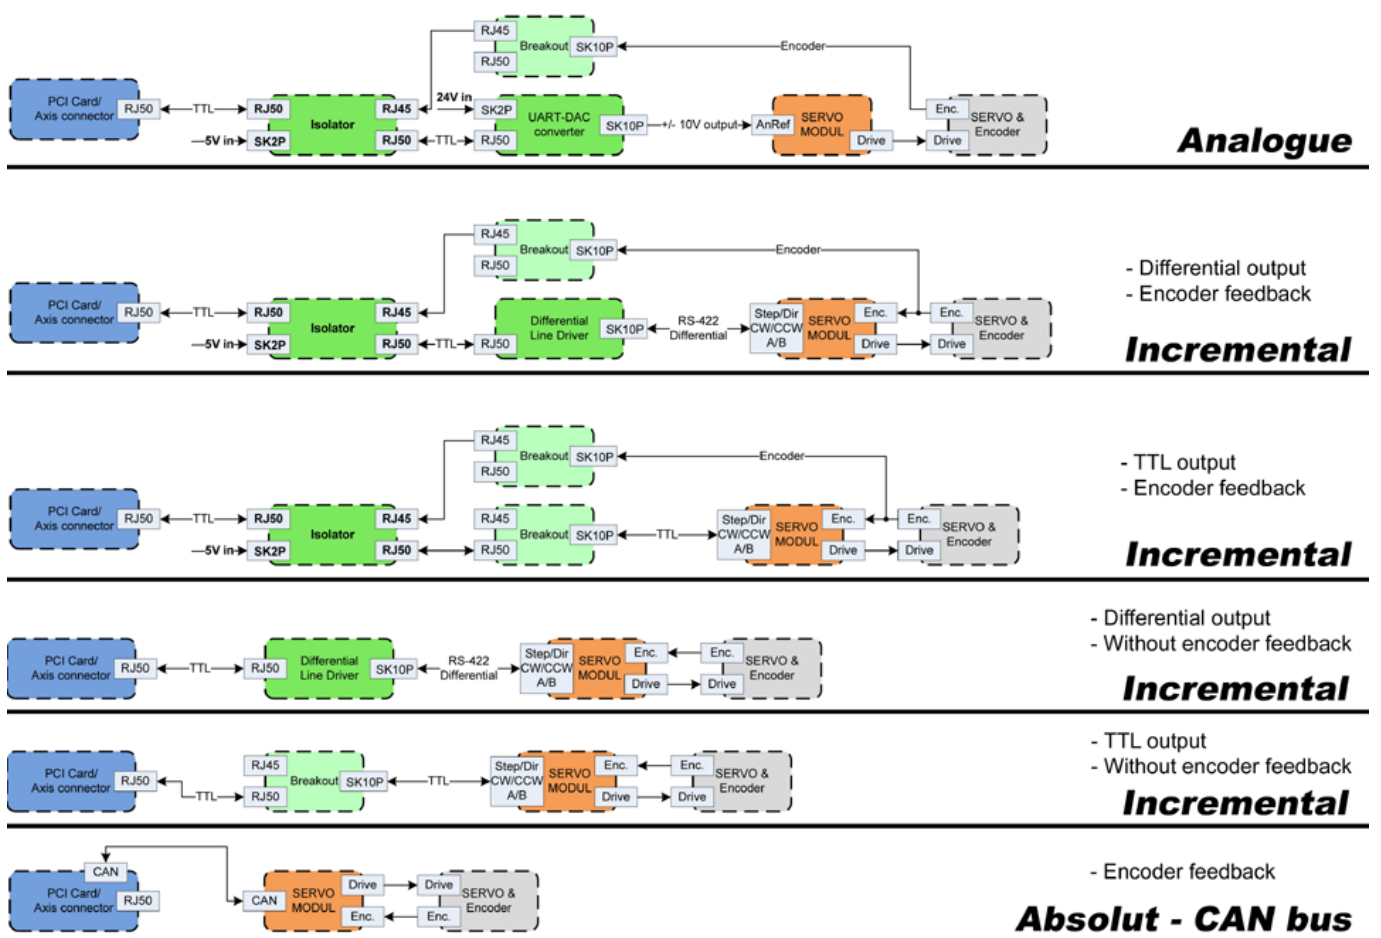 RJ45
Breakout
SK10P
Encoder
RJ50
PCI Card/
Axis connector
RJ50
TTL
RJ50
Isolator
RJ45
24V in
SK2P
UART-DAC
converter
SK10P
+/- 10V output
AnRef
SERVO
MODUL
Enc.
SERVO &
Encoder
5V in
SK2P
RJ50
TTL
RJ50
Drive
Drive
Analogue
RJ45
Breakout
SK10P
Encoder
RJ50
- Differential output
- Encoder feedback
PCI Card/
Axis connector
RJ50
TTL
RJ50
Isolator
RJ45
Differential
Line Driver
SK10P
RS-422
Differential
Step/Dir
CW/CCW
A/B
SERVO
MODUL
Enc.
Enc.
SERVO &
Encoder
5V in
SK2P
RJ50
TTL
RJ50
Drive
Drive
Incremental
RJ45
Breakout
SK10P
Encoder
RJ50
- TTL output
- Encoder feedback
PCI Card/
Axis connector
RJ50
TTL
RJ50
Isolator
RJ45
RJ45
Breakout
SK10P
TTL
Step/Dir
CW/CCW
A/B
SERVO
MODUL
Enc.
Enc.
SERVO &
Encoder
5V in
SK2P
RJ50
RJ50
Drive
Drive
Incremental
- Differential output
- Without encoder feedback
PCI Card/
Axis connector
RJ50
TTL
RJ50
Differential
Line Driver
SK10P
RS-422
Differential
Step/Dir
CW/CCW
A/B
SERVO
MODUL
Enc.
Enc.
SERVO &
Encoder
Drive
Drive
Incremental
- TTL output
- Without encoder feedback
PCI Card/
Axis connector
RJ50
TTL
RJ45
RJ50
Breakout
SK10P
TTL
Step/Dir
CW/CCW
A/B
SERVO
MODUL
Enc.
Enc.
SERVO &
Encoder
Drive
Drive
Incremental
CAN
PCI Card/
Axis connector
RJ50
CAN
SERVO
MODUL
Drive
Drive
SERVO &
Encoder
Enc.
Enc.
- Encoder feedback
Absolut - CAN bus